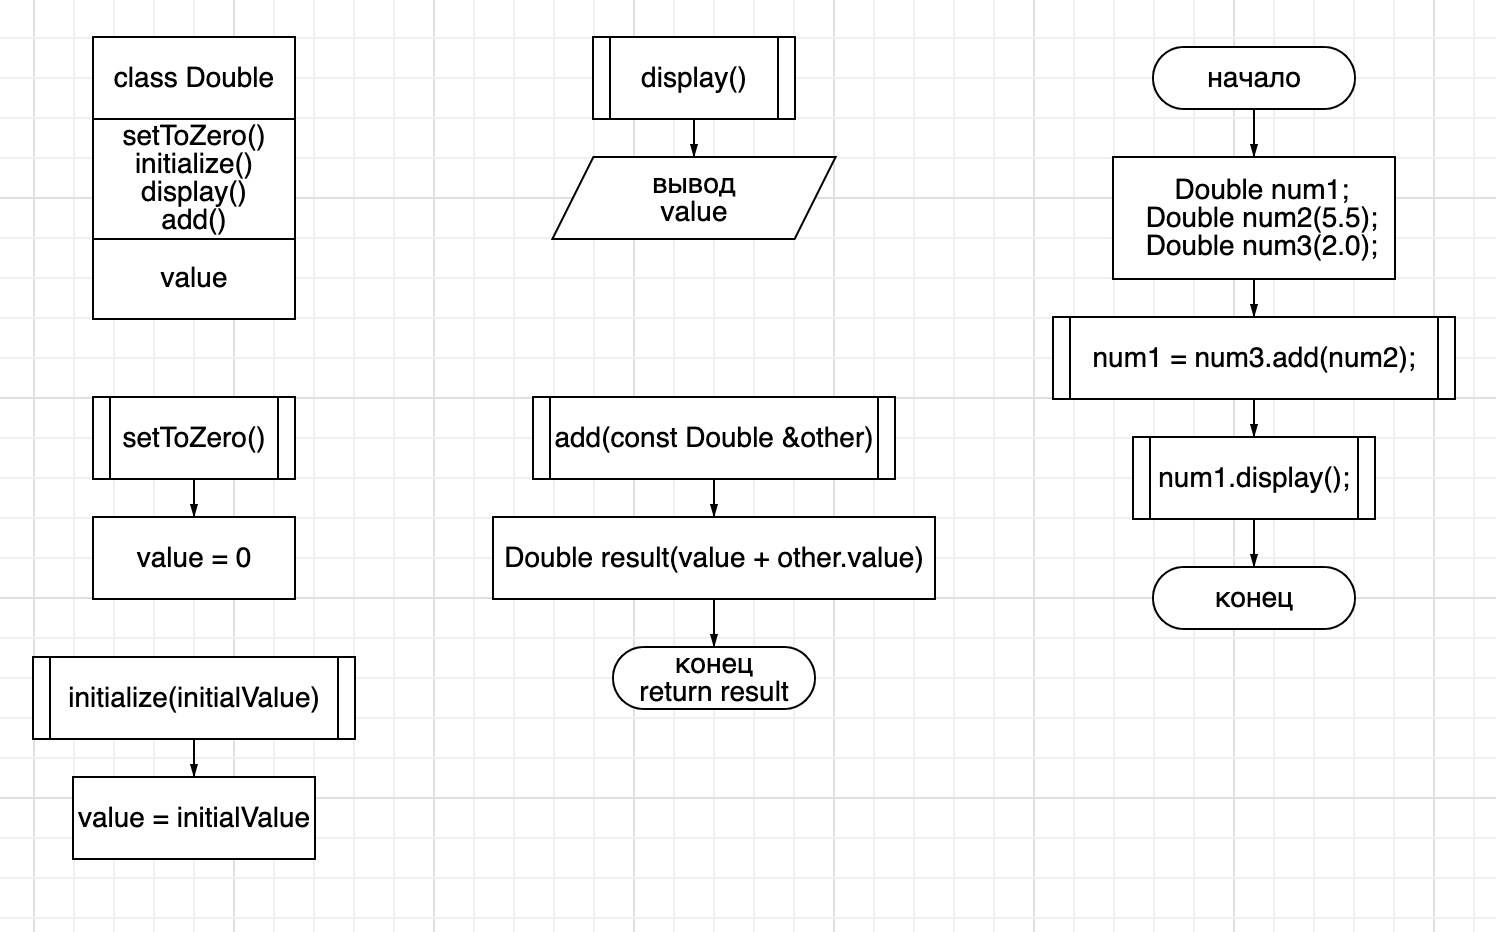 class Double
setToZero()
initialize()
display()
add()
value
setToZero()
value = 0
initialize(initialValue)
value = initialValue
display()
вывод
value
add(const Double &other)
Double result(value + other.value)
конец
return result
начало
Double num1;
Double num2(5.5);
Double num3(2.0);
num1 = num3.add(num2);
num1.display();
конец